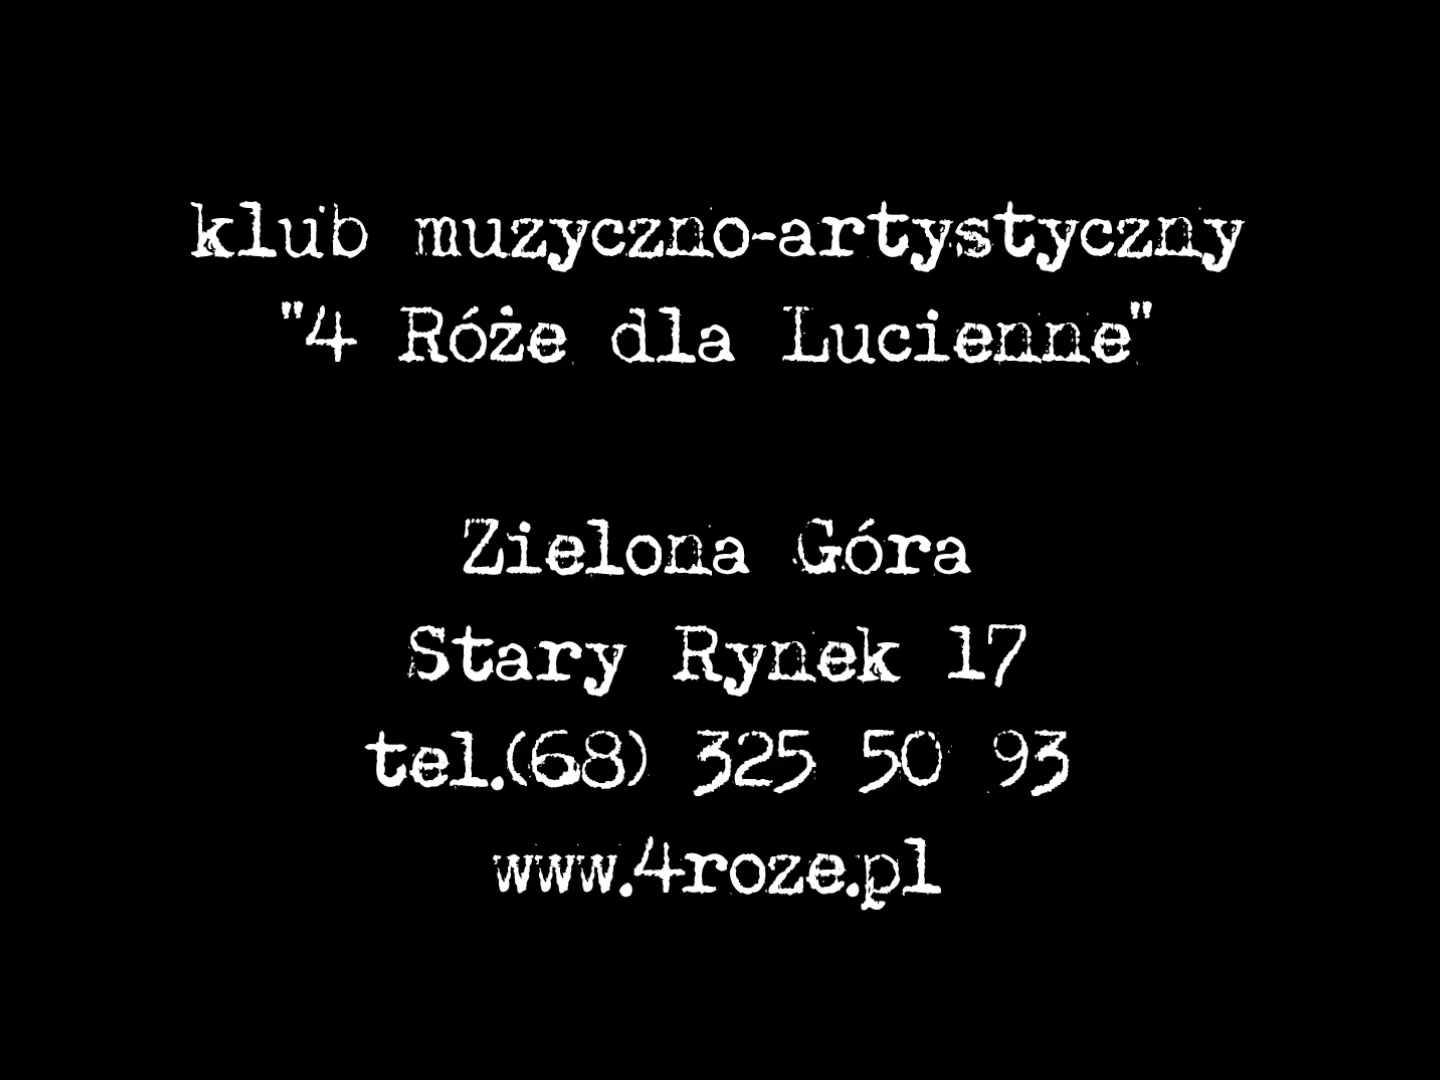 klub muzyczno-artystyczny
"4 Róże dla Lucienne"
Zielona Góra
Stary Rynek 17
tel.(68) 325 50 93
www.4roze.pl